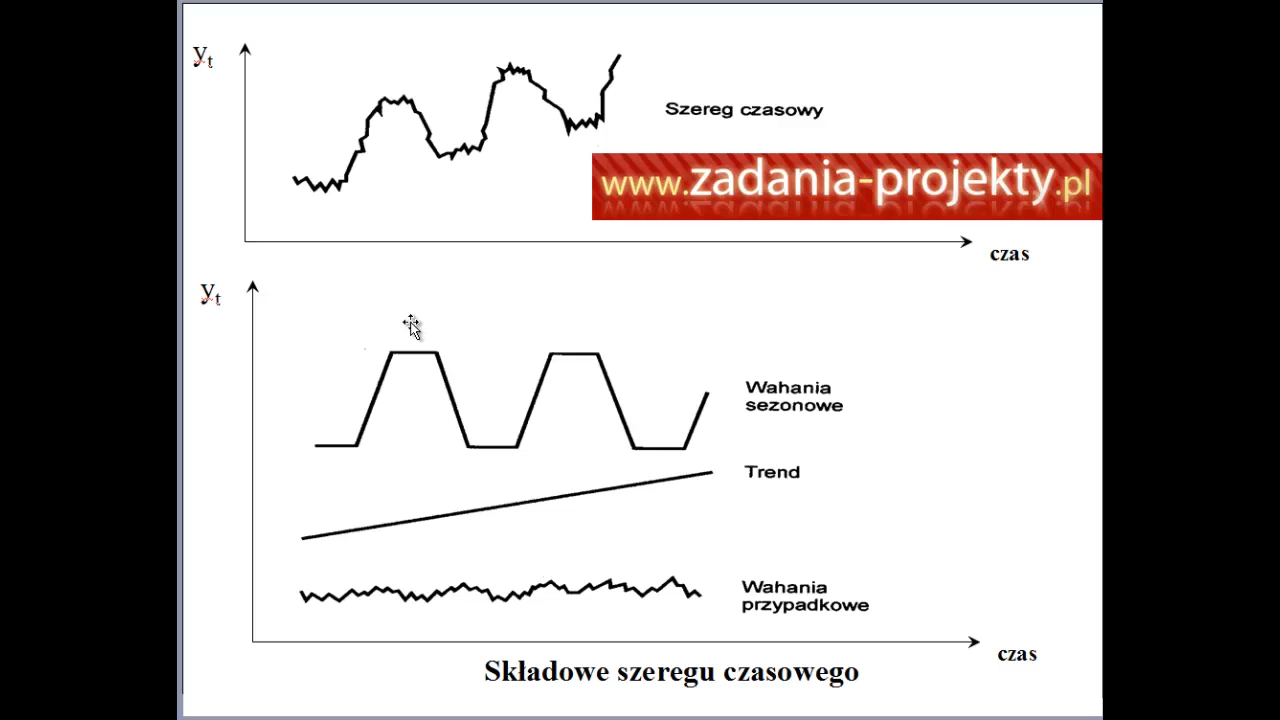 yt
Szereg czasowy
www.zadania-projekty.pl
czas
yt
Wahania
sezonowe
Trend
Wahania
przypadkowe
czas
Składowe szeregu czasowego